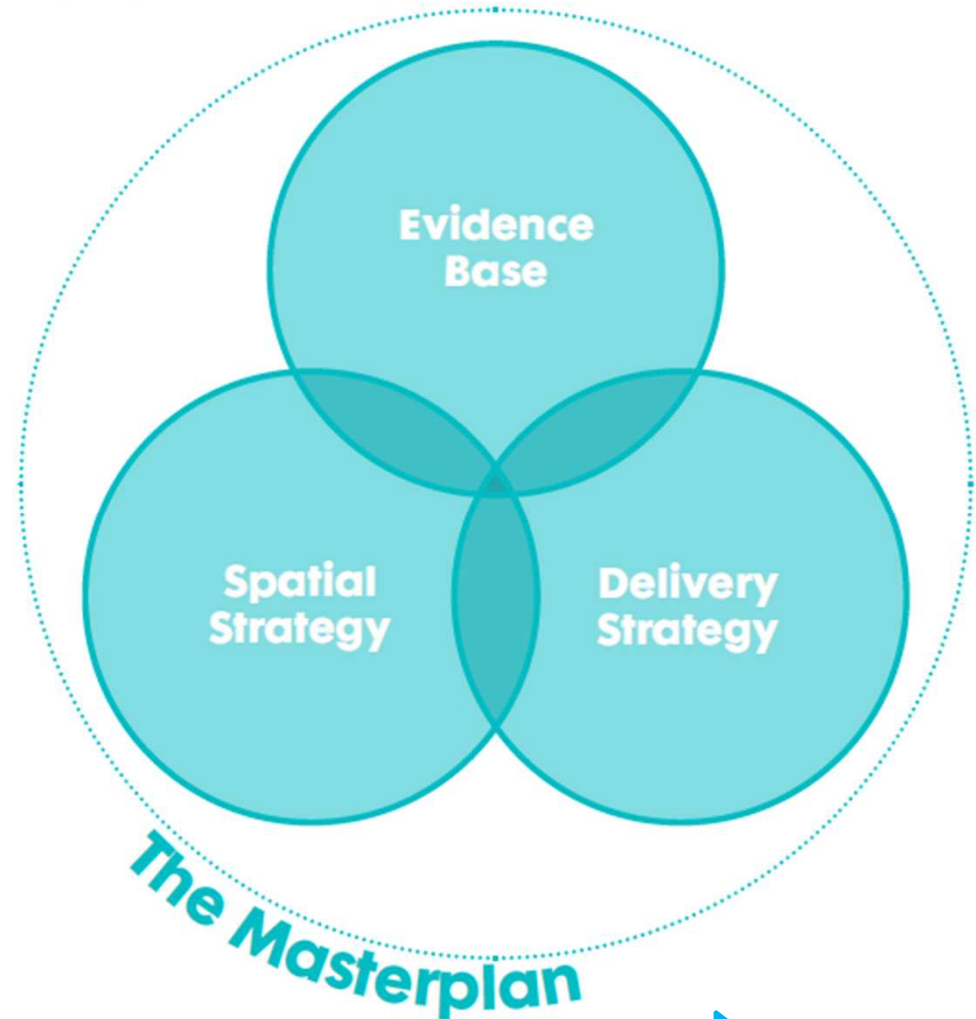 Evidence
Base
Spatial
Strategy
Delivery
Strategy
The Masterplan